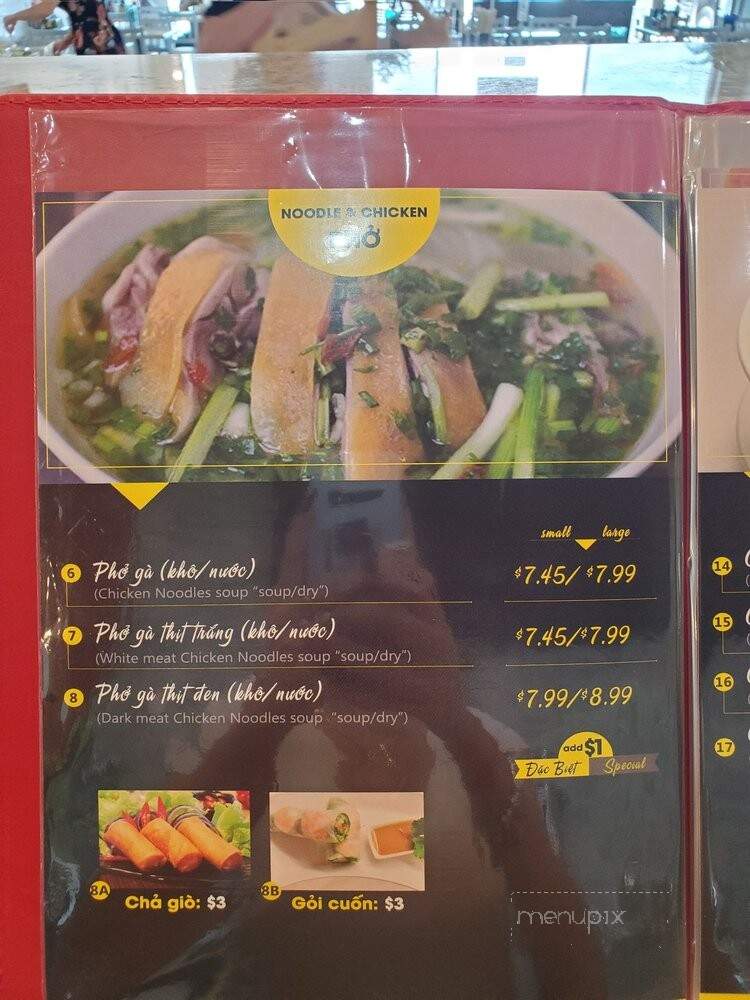 NOODLE & CHICKEN
small large
6 Phở gà (khô/nước) $7.45/ $7.99
(Chicken Noodles soup "soup/dry")
7 Phở gà thịt trắng (khô/nước) $7.45/$7.99
(White meat Chicken Noodles soup "soup/dry")
8 Phở gà thịt đen (khô/nước) $7.99/$8.99
(Dark meat Chicken Noodles soup "soup/dry")
add $1
Đặc Biệt Special
8A Chả giò: $3
8B Gỏi cuốn: $3
menupix
14
15
16
17